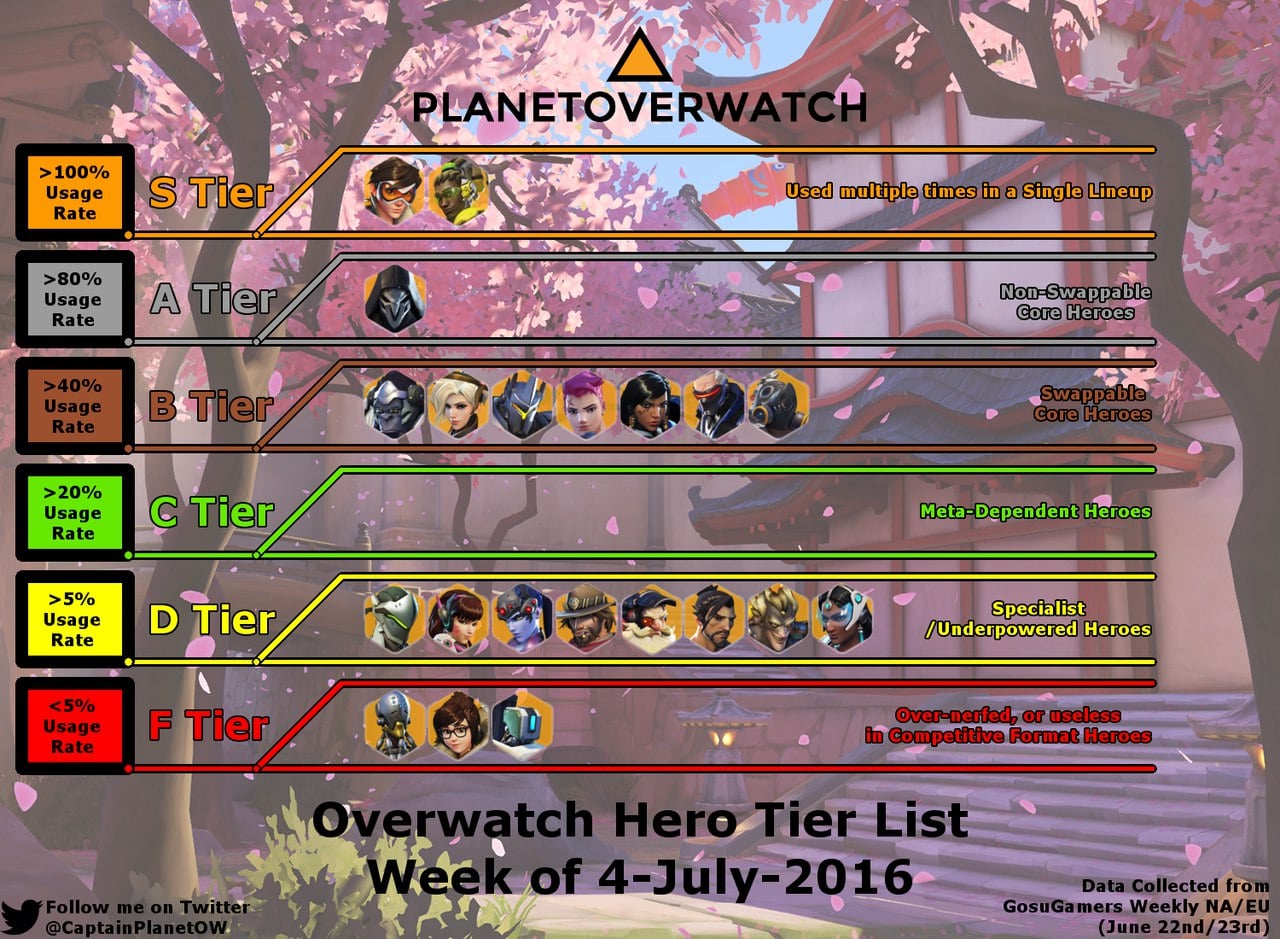 PLANETOVERWATCH
>100%
Usage
Rate
S Tier
Used multiple times in a Single Lineup
>80%
Usage
Rate
A Tier
Non-Swappable
Core Heroes
>40%
Usage
Rate
B Tier
Swappable
Core Heroes
>20%
Usage
Rate
C Tier
Meta-Dependent Heroes
>5%
Usage
Rate
D Tier
Specialist
/Underpowered Heroes
<5%
Usage
Rate
F Tier
Over-nerfed, or useless
in Competitive Format Heroes
Overwatch Hero Tier List
Week of 4-July-2016
Follow me on Twitter
@CaptainPlanetOW
Data Collected from
GosuGamers Weekly NA/EU
(June 22nd/23rd)